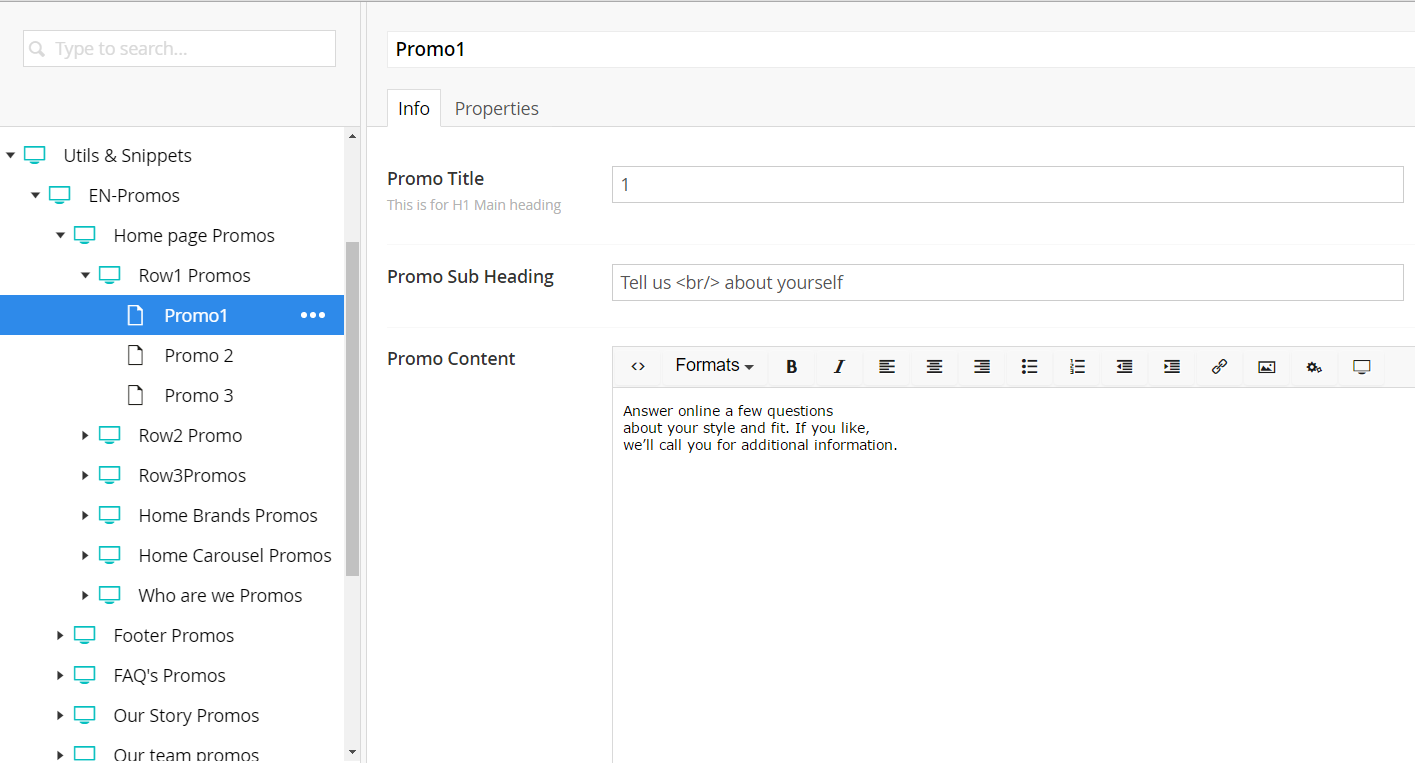 Type to search...
Utils & Snippets
EN-Promos
Home page Promos
Row1 Promos
Promo1
Promo 2
Promo 3
Row2 Promo
Row3Promos
Home Brands Promos
Home Carousel Promos
Who are we Promos
Footer Promos
FAQ's Promos
Our Story Promos
Our team promos
Promo1
Info Properties
Promo Title
This is for H1 Main heading
1
Promo Sub Heading
Tell us <br/> about yourself
Promo Content
<> Formats B I
Answer online a few questions
about your style and fit. If you like,
we’ll call you for additional information.